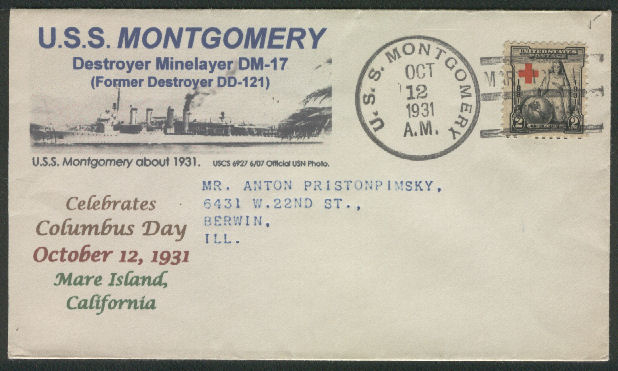 U.S.S. MONTGOMERY
Destroyer Minelayer DM-17
(Former Destroyer DD-121)
U.S.S. Montgomery about 1931. USCS 6927 6/07 Official USN Photo.
U. S. S. MONTGOMERY
OCT
12
1931
A.M.
UNITED STATES
POSTAGE
2 2
MR. ANTON PRISTONPIMSKY,
6431 W.22ND ST.,
BERWIN,
ILL.
Celebrates
Columbus Day
October 12, 1931
Mare Island,
California